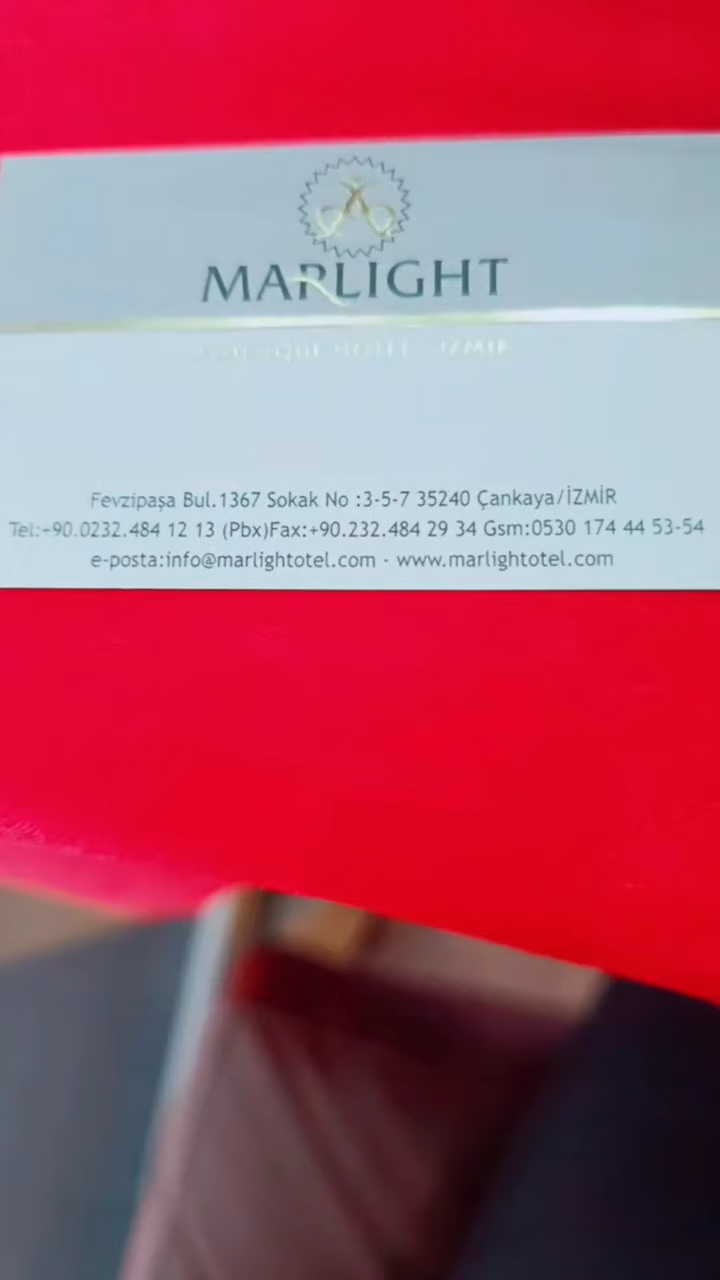 MARLIGHT
HOTEL İZMİR
Fevzipaşa Bul.1367 Sokak No :3-5-7 35240 Çankaya/İZMİR
Tel:+90.0232.484 12 13 (Pbx)Fax:+90.232.484 29 34 Gsm:0530 174 44 53-54
e-posta:info@marlightotel.com · www.marlightotel.com